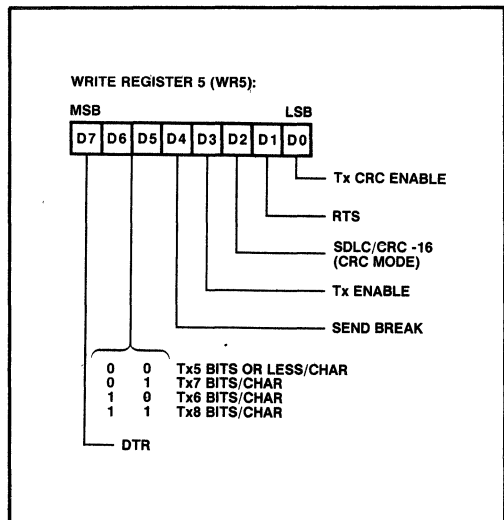 WRITE REGISTER 5 (WR5):
MSB LSB
D7 D6 D5 D4 D3 D2 D1 D0
Tx CRC ENABLE
RTS
SDLC/CRC -16
(CRC MODE)
Tx ENABLE
SEND BREAK
0 0 Tx5 BITS OR LESS/CHAR
0 1 Tx7 BITS/CHAR
1 0 Tx6 BITS/CHAR
1 1 Tx8 BITS/CHAR
DTR